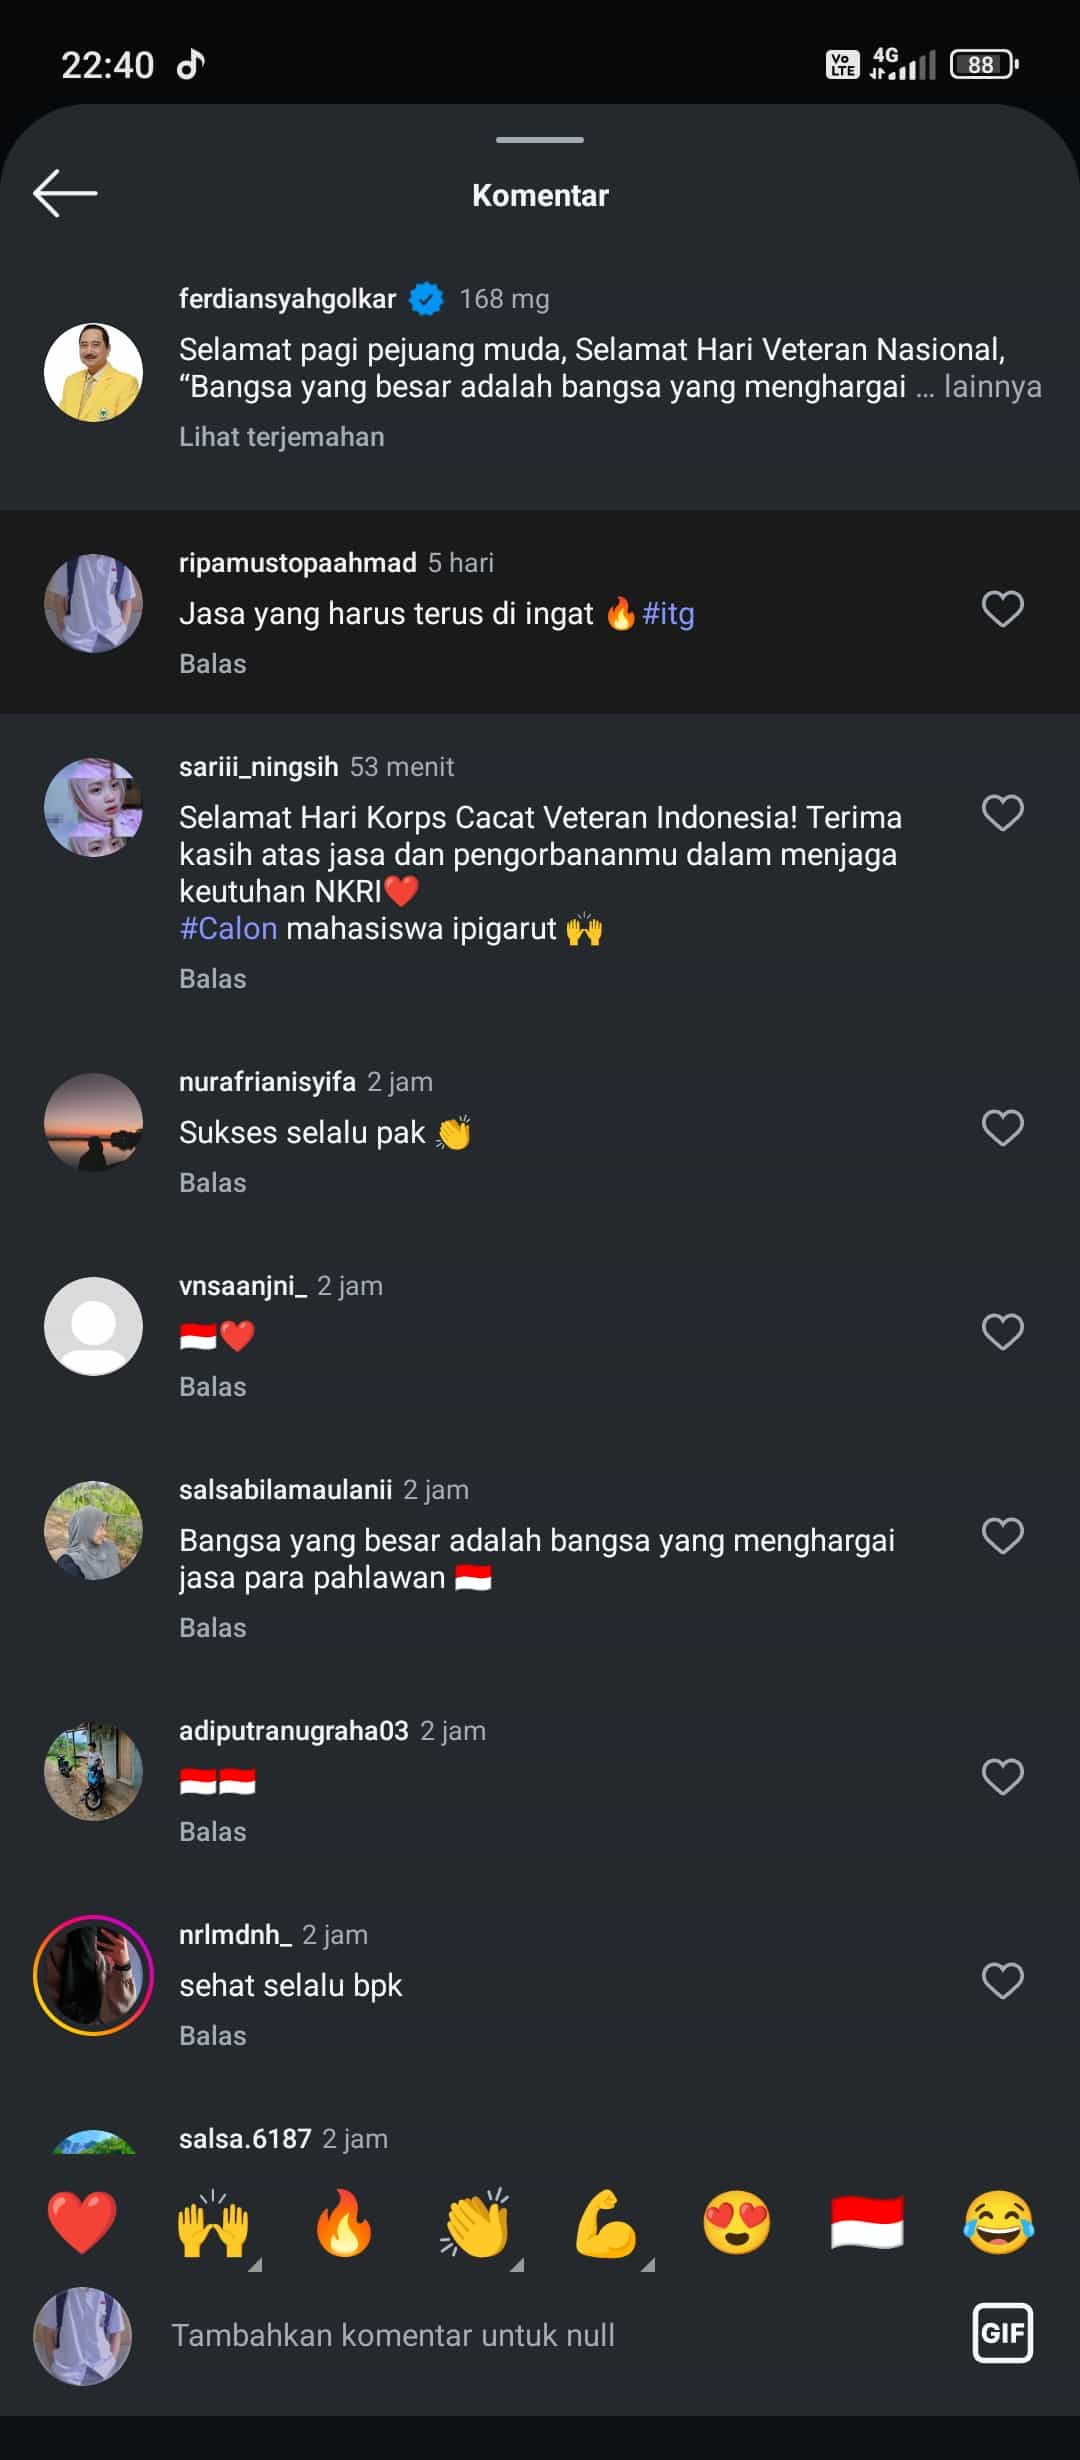 22:40
Vo LTE 4G 88
Komentar
ferdiansyahgolkar 168 mg
Selamat pagi pejuang muda, Selamat Hari Veteran Nasional,
“Bangsa yang besar adalah bangsa yang menghargai ... lainnya
Lihat terjemahan
ripamustopaahmad 5 hari
Jasa yang harus terus di ingat 🔥#itg
Balas
sariii_ningsih 53 menit
Selamat Hari Korps Cacat Veteran Indonesia! Terima
kasih atas jasa dan pengorbananmu dalam menjaga
keutuhan NKRI❤️
#Calon mahasiswa ipigarut 🙌
Balas
nurafrianisyifa 2 jam
Sukses selalu pak 👏
Balas
vnsaanjni_ 2 jam
🇮🇩❤️
Balas
salsabilamaulanii 2 jam
Bangsa yang besar adalah bangsa yang menghargai
jasa para pahlawan 🇮🇩
Balas
adiputranugraha03 2 jam
🇮🇩🇮🇩
Balas
nrlmdnh_ 2 jam
sehat selalu bpk
Balas
salsa.6187 2 jam
❤️🙌🔥👏💪😍🇮🇩😂
Tambahkan komentar untuk null
GIF